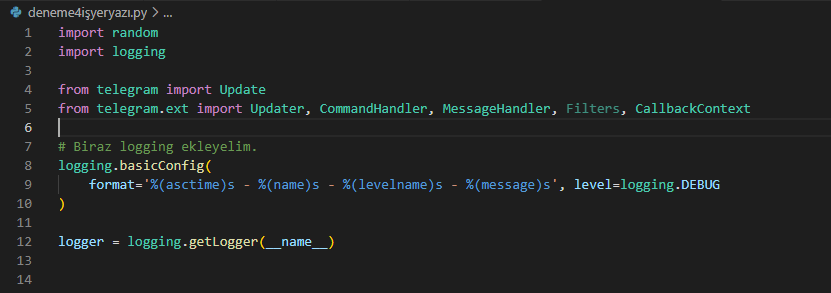 deneme4işyeryazı.py > ...
1 import random
2 import logging
3
4 from telegram import Update
5 from telegram.ext import Updater, CommandHandler, MessageHandler, Filters, CallbackContext
6
7 # Biraz logging ekleyelim.
8 logging.basicConfig(
9     format='%(asctime)s - %(name)s - %(levelname)s - %(message)s', level=logging.DEBUG
10 )
11
12 logger = logging.getLogger(__name__)
13
14